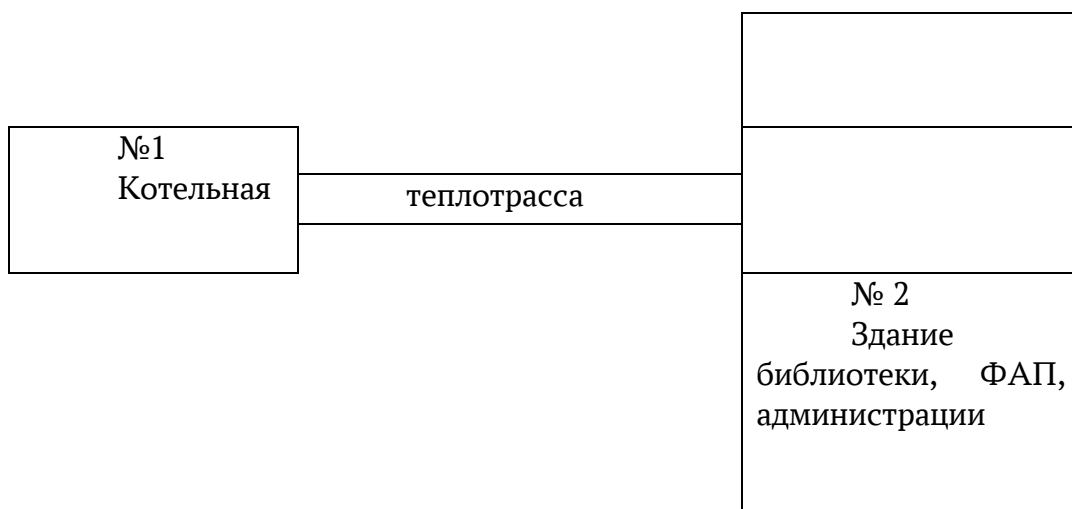 №1
Котельная
теплотрасса
№ 2
Здание
библиотеки, ФАП,
администрации